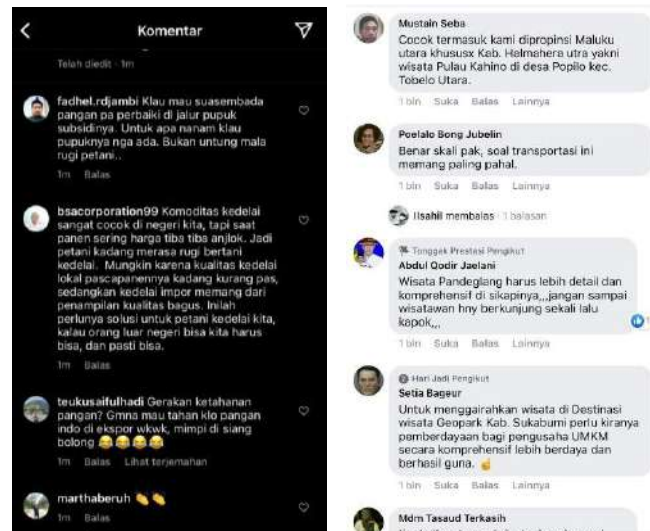 Komentar
Telah diedit · 1m
fadhel.rdjambi Klau mau suasembada
pangan pa perbaiki di jalur pupuk
subsidinya. Untuk apa nanam klau
pupuknya nga ada. Bukan untung mala
rugi petani..
1m Balas
bsacorporation99 Komoditas kedelai
sangat cocok di negeri kita, tapi saat
panen sering harga tiba tiba anjlok. Jadi
petani kadang merasa rugi bertani
kedelai. Mungkin karena kualitas kedelai
lokal pascapanennya kadang kurang pas,
sedangkan kedelai impor memang dari
penampilan kualitas bagus. Inilah
perlunya solusi untuk petani kedelai kita,
kalau orang luar negeri bisa kita harus
bisa, dan pasti bisa.
1m Balas
teukusaifulhadi Gerakan ketahanan
pangan? Gmna mau tahan klo pangan
indo di ekspor wkwk, mimpi di siang
bolong 😂😂😂😂
1m Balas Lihat terjemahan
marthaberuh 👏👏
1m Balas
Mustain Seba
Cocok termasuk kami dipropinsi Maluku
utara khususx Kab. Halmahera utra yakni
wisata Pulau Kahino di desa Popilo kec.
Tobelo Utara.
1 bln Suka Balas Lainnya
Poelalo Bong Jubelin
Benar skali pak, soal transportasi ini
memang paling pahal.
1 bln Suka Balas Lainnya
Ilsahil membalas · 1 balasan
Tonggak Prestasi Pengikut
Abdul Qodir Jaelani
Wisata Pandeglang harus lebih detail dan
komprehensif di sikapinya,,,jangan sampai
wisatawan hny berkunjung sekali lalu
kapok,,,
1 bln Suka Balas Lainnya
Hari Jadi Pengikut
Setia Bageur
Untuk menggairahkan wisata di Destinasi
wisata Geopark Kab. Sukabumi perlu kiranya
pemberdayaan bagi pengusaha UMKM
secara komprehensif lebih berdaya dan
berhasil guna. ☝
1 bln Suka Balas Lainnya
Mdm Tasaud Terkasih